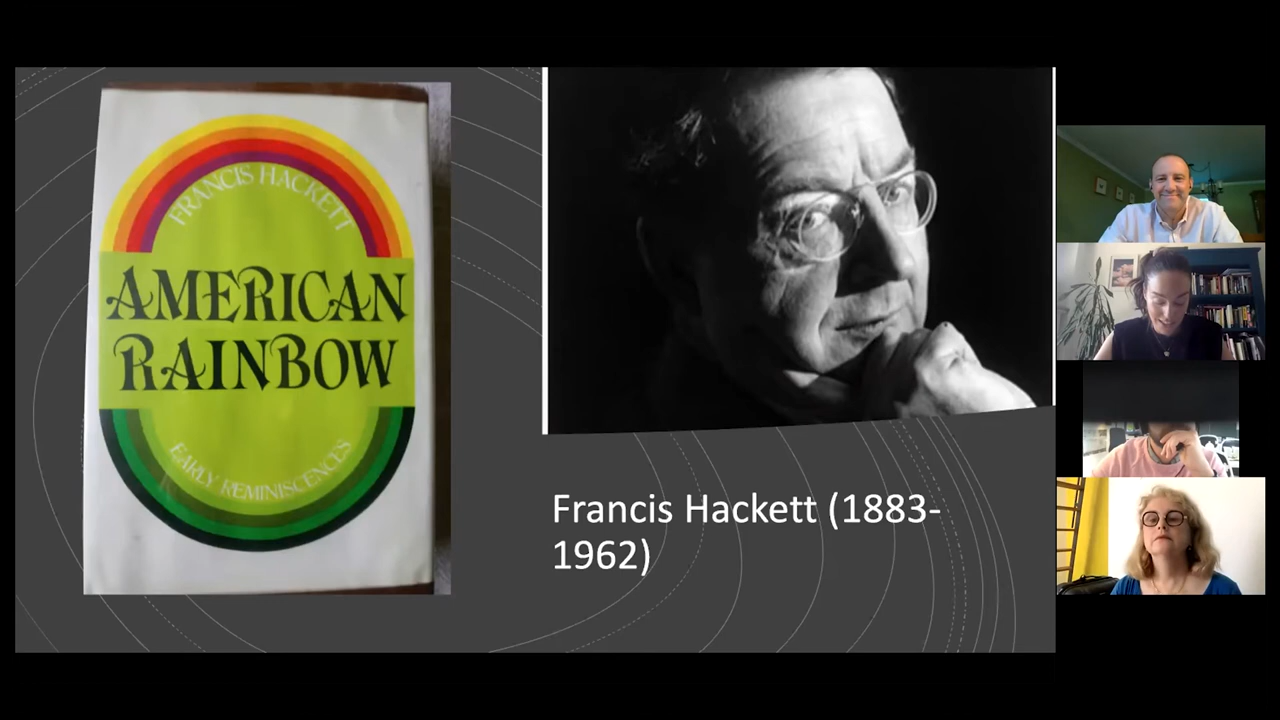 FRANCIS HACKETT
AMERICAN
RAINBOW
EARLY REMINISCENCES
Francis Hackett (1883-
1962)